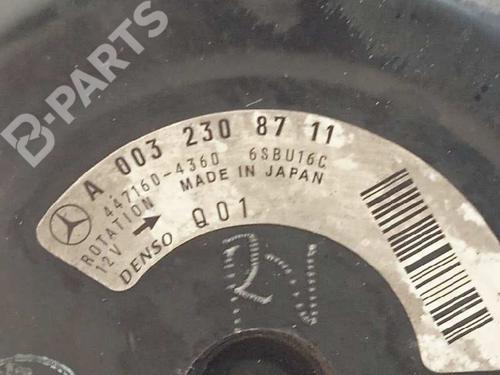 B-PARTS
A 003 230 87 11
447160-4360 6SBU16C
ROTATION MADE IN JAPAN
12V
DENSO Q01